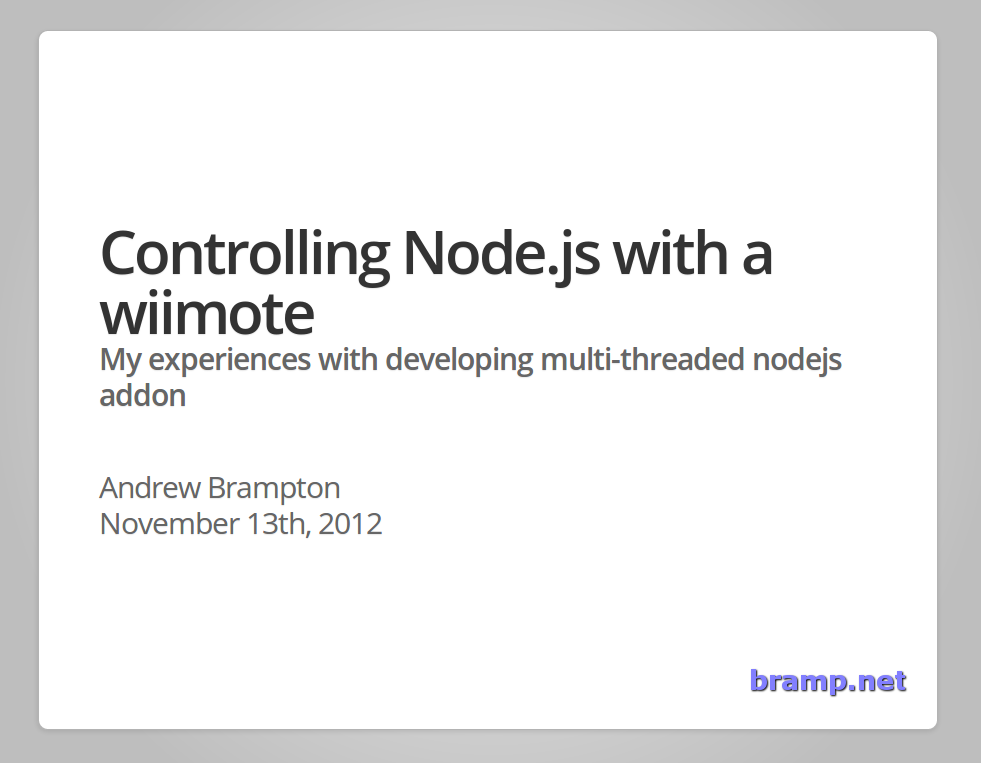 Controlling Node.js with a
wiimote
My experiences with developing multi-threaded nodejs
addon
Andrew Brampton
November 13th, 2012
bramp.net